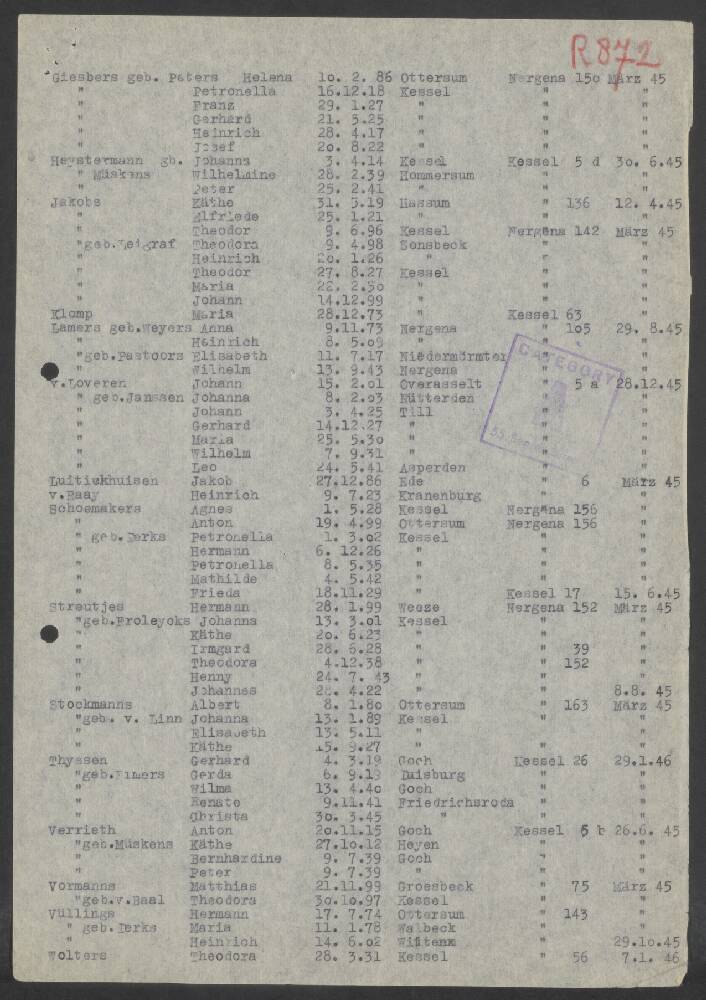 R872
Giesbers geb. Peters Helena 10. 2. 86 Ottersum Nergena 150 März 45
" Petronella 16.12.18 Kessel " "
" Franz 29. 1.27 " " "
" Gerhard 21. 5.25 " " "
" Heinrich 28. 4.17 " " "
" Josef 20. 8.22 " " "
Heystermann gb. Johanna 3. 4.14 Kessel Kessel 5 d 30. 6.45
" Müskens Wilhelmine 28. 2.39 Hommersum " "
" Peter 25. 2.41 " " "
Jakobs Käthe 31. 5.19 Hassum " 136 12. 4.45
" Elfriede 25. 1.21 " " "
" Theodor 9. 6.96 Kessel Nergena 142 März 45
"geb. Theodora 9. 4.98 Sonsbeck " "
" Heinrich 20. 1.26 " "
" Theodor 27. 8.27 Kessel " "
" Maria 22. 2.30 " " "
" Johann 14.12.99 " " "
Klomp Maria 28.12.73 " Kessel 63 "
Lamers geb.Weyers Anna 9.11.73 Nergena " 105 29. 8.45
" Heinrich 8. 5.09 " " "
"geb.Pastoors Elisabeth 11. 7.17 Niedermörmter "
" Wilhelm 13. 9.43 Nergena " "
v.Loveren Johann 15. 2.01 Overasselt " 5 a 28.12.45
" geb.Janssen Johanna 8. 2.03 Nütterden " "
" Johann 3. 4.25 Till " "
" Gerhard 14.12.27 " " "
" Maria 25. 5.30 " " "
" Wilhelm 7. 9.31 " " "
" Leo 24. 5.41 Asperden " "
CATEGORY
Luitiekhuisen Jakob 27.12.86 Ede " 6 März 45
v.Raay Heinrich 9. 7.23 Kranenburg " "
Schoemakers Agnes 1. 5.28 Kessel Nergena 156 "
" Anton 19. 4.99 Ottersum Nergena 156 "
" geb.Derks Petronella 1. 3.02 Kessel " "
" Hermann 6. 12.26 " " "
" Petronella 8. 5.35 " " "
" Mathilde 4. 5.42 " " "
" Frieda 18.11.29 " Kessel 17 15. 6.45
Streutjes Hermann 28. 1.99 Weeze Nergena 152 März 45
"geb.Broleyoks Johanna 13. 3.01 Kessel " "
" Käthe 20. 6.23 " " "
" Irmgard 28. 6.28 " " 39 "
" Theodora 4.12.38 " " 152 "
" Henny 24. 7. 43 " " "
" Johannes 4.22 " " 8.8. 45
Stockmanns Albert 8. 1.80 Ottersum " 163 März 45
"geb. v. Linn Johanna 13. 1.89 Kessel " "
" Elisabeth 13. 5.11 " " "
" Käthe 15. 9.27 " " "
Thyssen Gerhard 4. 3.19 Goch Kessel 26 29.1.46
"geb. Gerda 6. 9.19 Duisburg " "
" Wilma 13. 4.40 Goch " "
" Renate 9.11.41 Friedrichsroda " "
" Christa 30. 3.45 " " "
Verrieth Anton 20.11.15 Goch Kessel 6 b 26.6. 45
"geb.Müskens Käthe 27.10.12 Heyen " "
" Bernhardine 9. 7.39 Goch " "
" Peter 9. 7.39 " " "
Vormanns Matthias 21.11.99 Groesbeek " 75 März 45
"geb.v.Baal Theodora 30.10.97 Kessel " "
Vüllings Hermann 17. 7.74 Ottersum " 143 "
" geb.Derks Maria 11. 1.78 Walbeck " "
" Heinrich 14. 6.02 " 29.10.45
Wolters Theodora 28. 3.31 Kessel " 56 7.1. 46